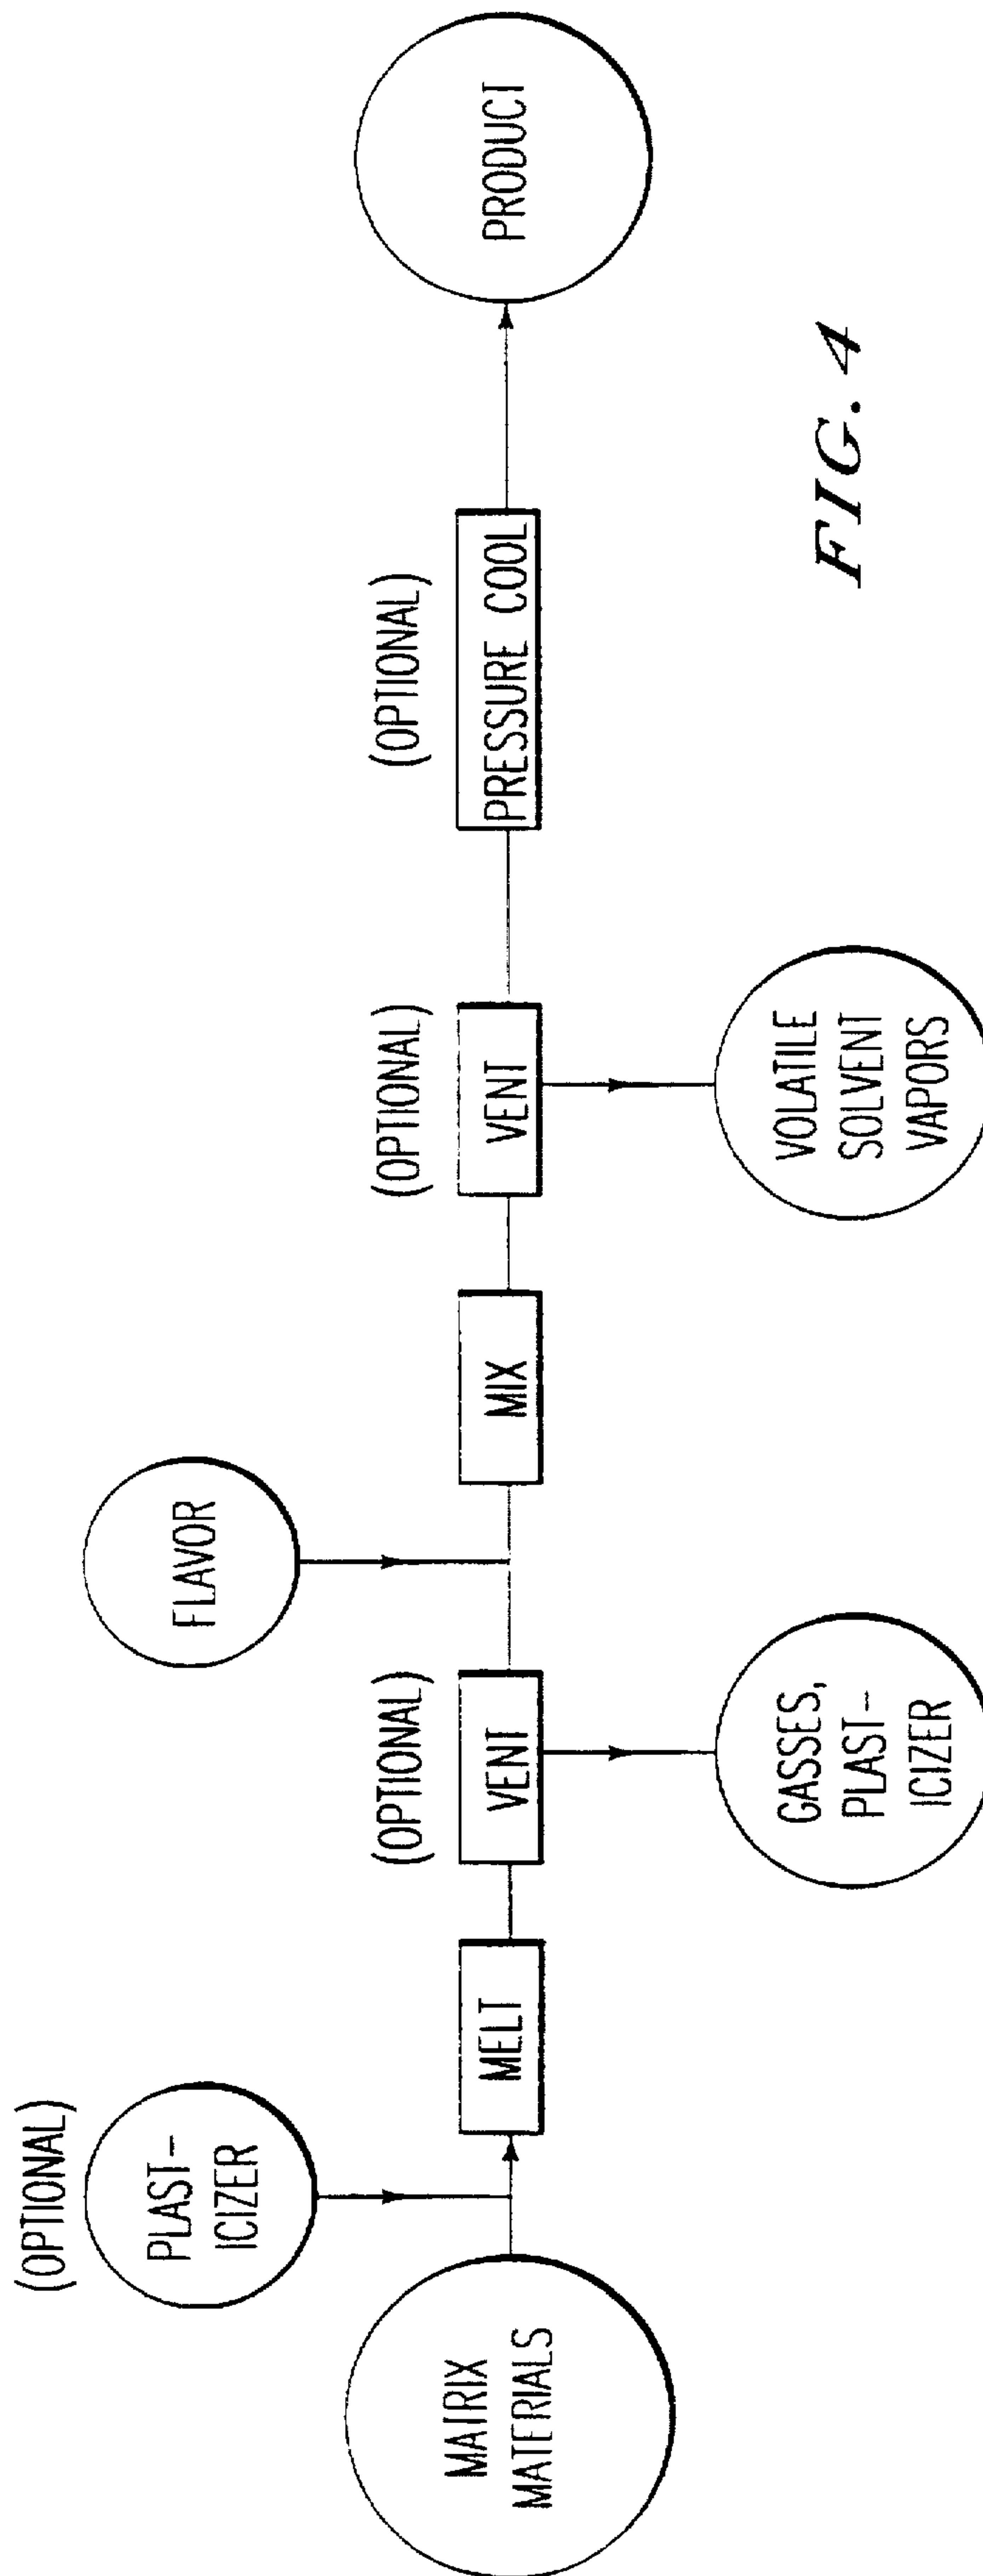 (OPTIONAL)
PLAST-
ICIZER
MATRIX
MATERIALS
MELT
(OPTIONAL)
VENT
GASSES,
PLAST-
ICIZER
FLAVOR
MIX
(OPTIONAL)
VENT
VOLATILE
SOLVENT
VAPORS
(OPTIONAL)
PRESSURE COOL
PRODUCT
FIG. 4